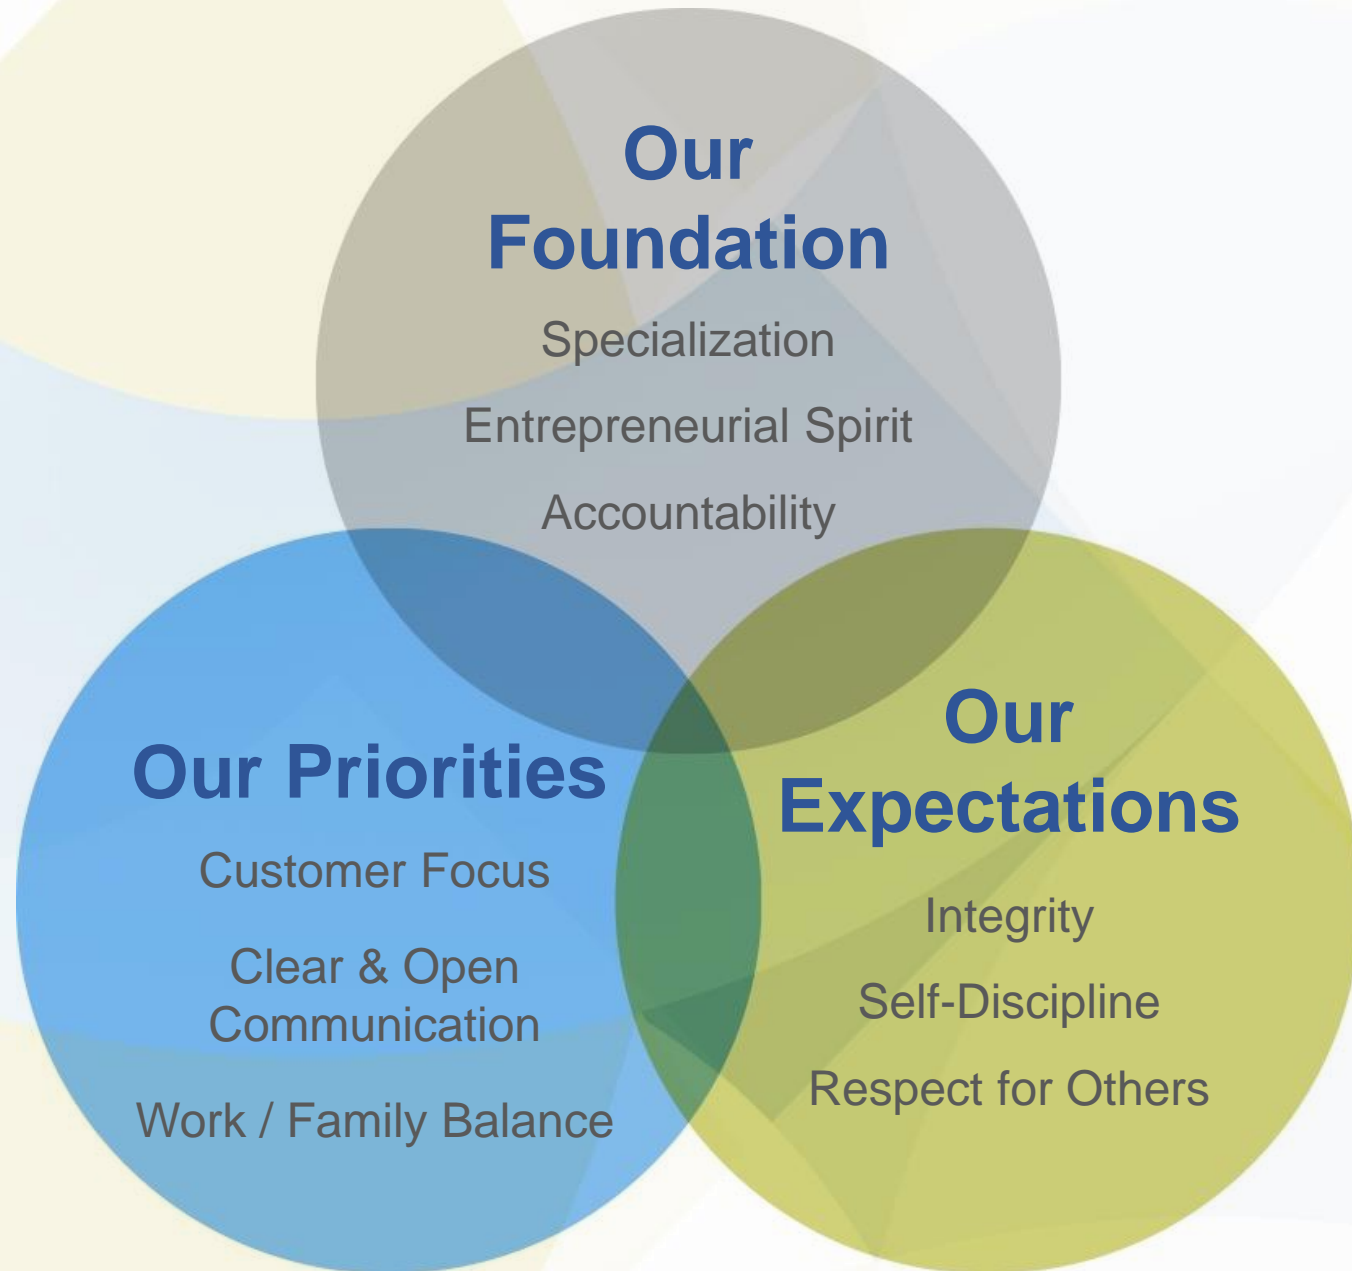 Our
Foundation
Specialization
Entrepreneurial Spirit
Accountability
Our Priorities
Customer Focus
Clear & Open
Communication
Work / Family Balance
Our
Expectations
Integrity
Self-Discipline
Respect for Others